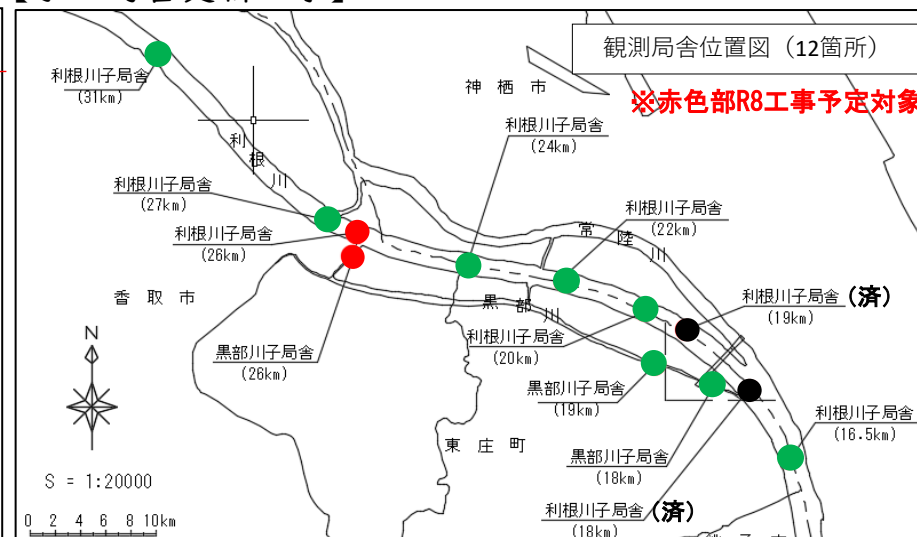 観測局舎位置図（12箇所）
※赤色部R8工事予定対象
利根川子局舎
(31km)
神栖市
利根川子局舎
(24km)
利根川
利根川子局舎
(27km)
利根川子局舎
(26km)
利根川子局舎
(22km)
常陸川
香取市
黒部川
利根川子局舎(済)
(19km)
利根川子局舎
(20km)
黒部川子局舎
(26km)
黒部川子局舎
(19km)
N
利根川子局舎
(16.5km)
東庄町
黒部川子局舎
(18km)
S = 1:20000
利根川子局舎(済)
(18km)
0 2 4 6 8 10km